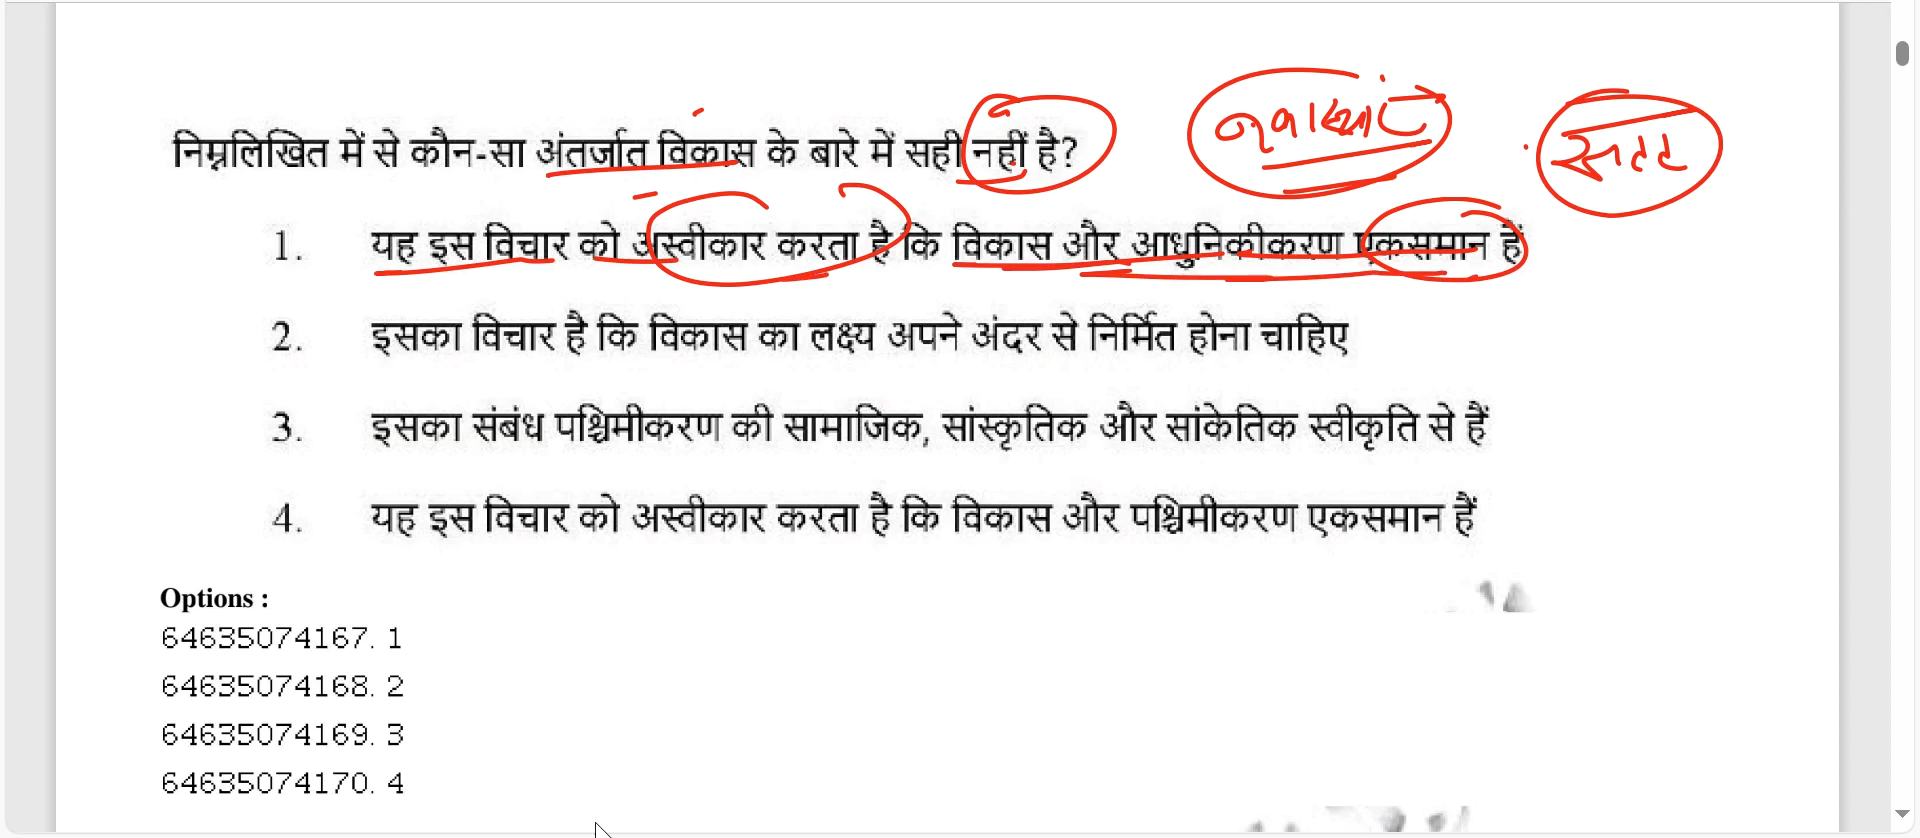 निम्नलिखित में से कौन-सा अंतर्जात विकास के बारे में सही नहीं है?
1. यह इस विचार को अस्वीकार करता है कि विकास और आधुनिकीकरण एकसमान हैं
2. इसका विचार है कि विकास का लक्ष्य अपने अंदर से निर्मित होना चाहिए
3. इसका संबंध पश्चिमीकरण की सामाजिक, सांस्कृतिक और सांकेतिक स्वीकृति से हैं
4. यह इस विचार को अस्वीकार करता है कि विकास और पश्चिमीकरण एकसमान हैं
Options :
64635074167. 1
64635074168. 2
64635074169. 3
64635074170. 4